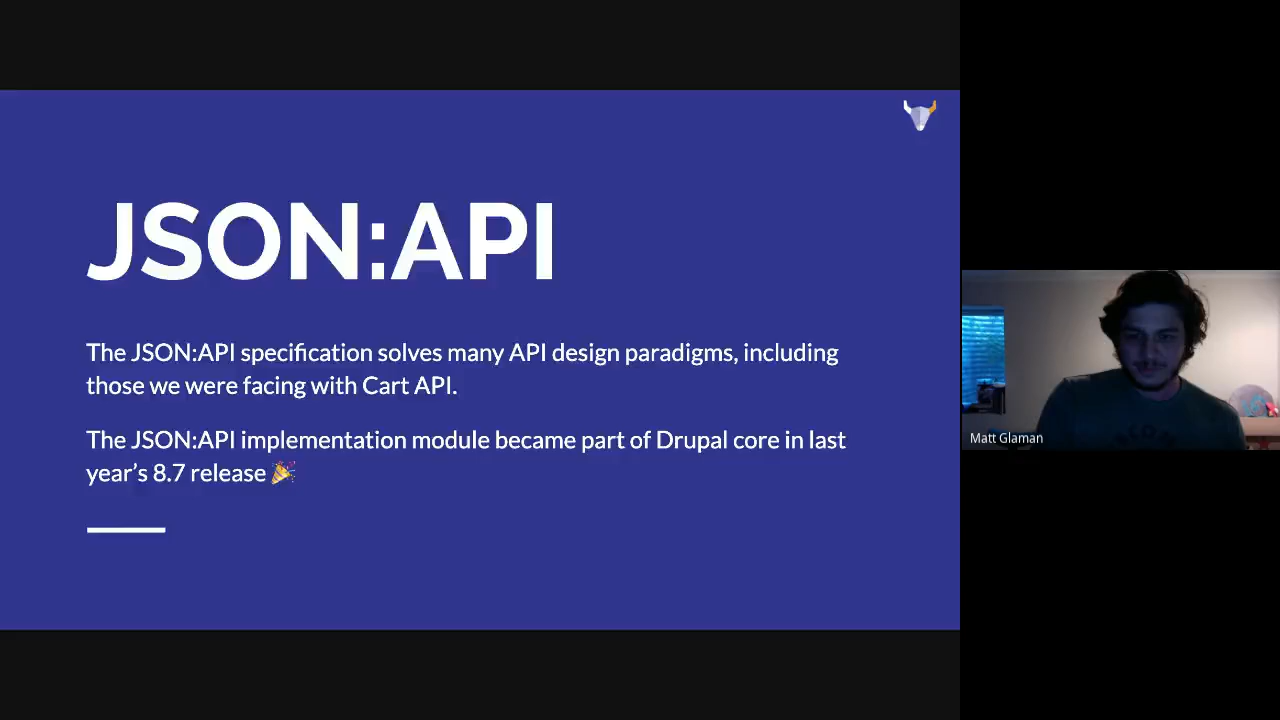 JSON:API
The JSON:API specification solves many API design paradigms, including
those we were facing with Cart API.
The JSON:API implementation module became part of Drupal core in last
year’s 8.7 release 🎉
Matt Glaman